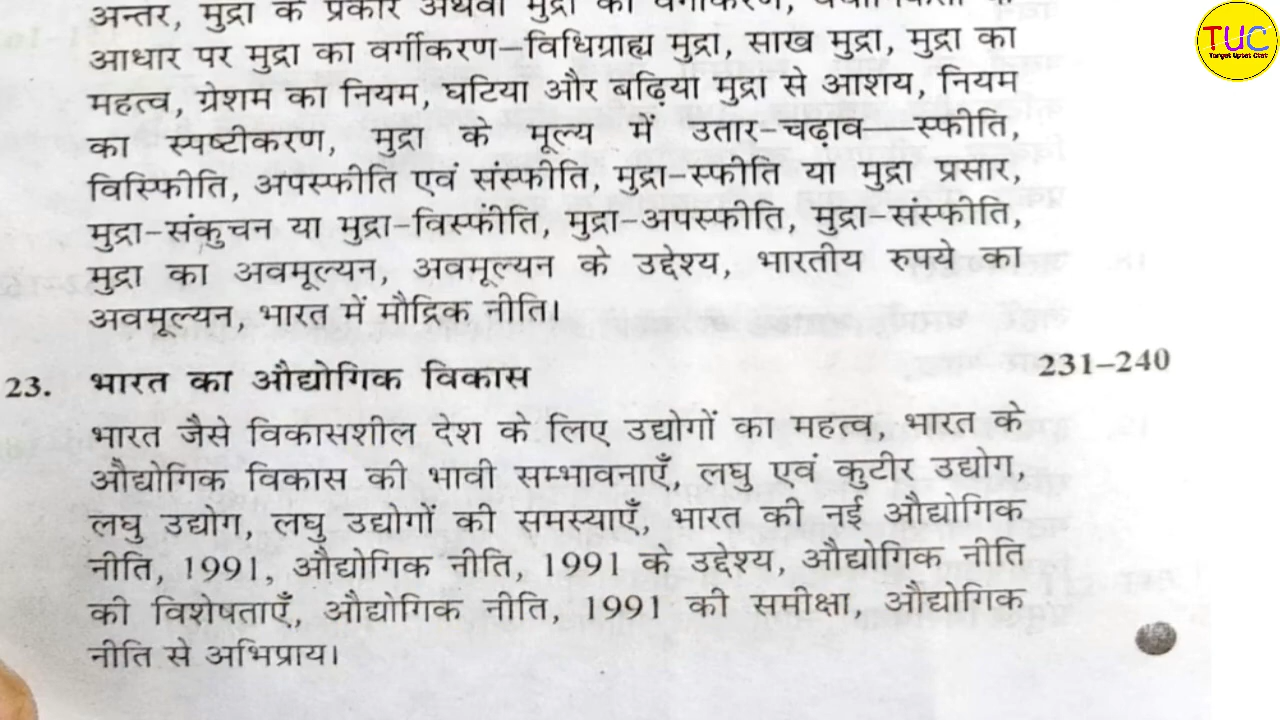 अन्तर, मुद्रा के प्रकार अथवा मुद्रा का वर्गीकरण,
आधार पर मुद्रा का वर्गीकरण—विधिग्राह्य मुद्रा, साख मुद्रा, मुद्रा का
महत्व, ग्रेशम का नियम, घटिया और बढ़िया मुद्रा से आशय, नियम
का स्पष्टीकरण, मुद्रा के मूल्य में उतार-चढ़ाव—स्फीति,
विस्फीति, अपस्फीति एवं संस्फीति, मुद्रा-स्फीति या मुद्रा प्रसार,
मुद्रा-संकुचन या मुद्रा-विस्फीति, मुद्रा-अपस्फीति, मुद्रा-संस्फीति,
मुद्रा का अवमूल्यन, अवमूल्यन के उद्देश्य, भारतीय रुपये का
अवमूल्यन, भारत में मौद्रिक नीति।
23. भारत का औद्योगिक विकास 231–240
भारत जैसे विकासशील देश के लिए उद्योगों का महत्व, भारत के
औद्योगिक विकास की भावी सम्भावनाएँ, लघु एवं कुटीर उद्योग,
लघु उद्योग, लघु उद्योगों की समस्याएँ, भारत की नई औद्योगिक
नीति, 1991, औद्योगिक नीति, 1991 के उद्देश्य, औद्योगिक नीति
की विशेषताएँ, औद्योगिक नीति, 1991 की समीक्षा, औद्योगिक
नीति से अभिप्राय।
TUC
Target Upset Clat